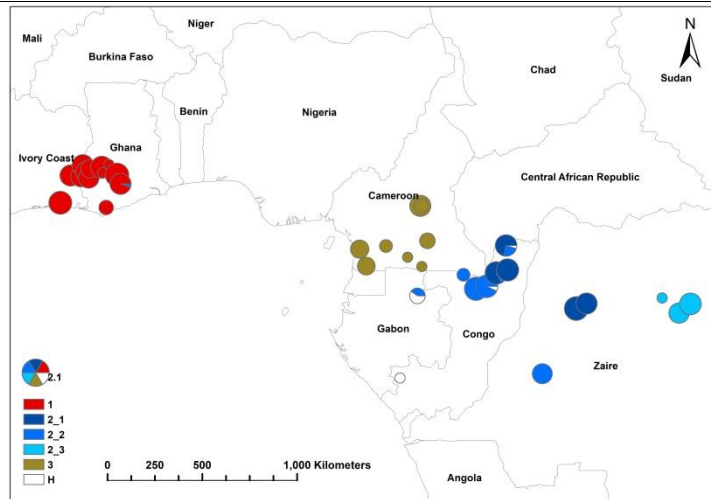 Niger
N
Mali
Burkina Faso
Chad
Sudan
Benin
Nigeria
Ivory Coast
Ghana
Central African Republic
Cameroon
Gabon
Congo
Zaire
2.1
1
2_1
2_2
2_3
3
H
0 250 500 1,000 Kilometers
Angola